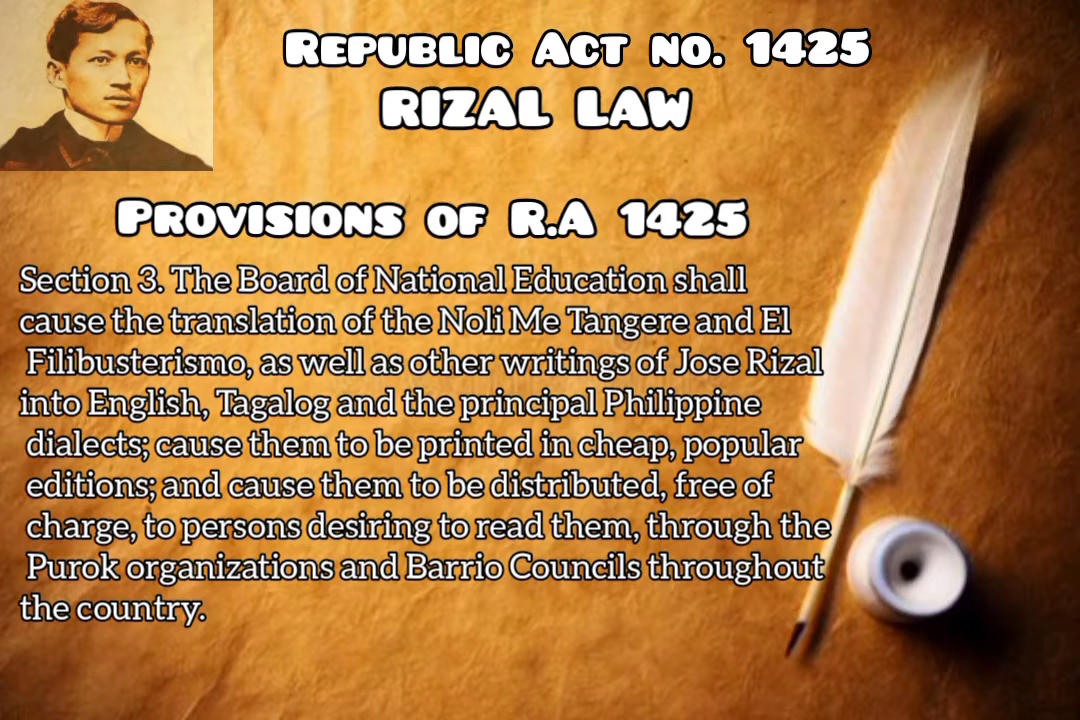 Republic Act no. 1425
RIZAL LAW
Provisions of R.A 1425
Section 3. The Board of National Education shall
cause the translation of the Noli Me Tangere and El
Filibusterismo, as well as other writings of Jose Rizal
into English, Tagalog and the principal Philippine
dialects; cause them to be printed in cheap, popular
editions; and cause them to be distributed, free of
charge, to persons desiring to read them, through the
Purok organizations and Barrio Councils throughout
the country.